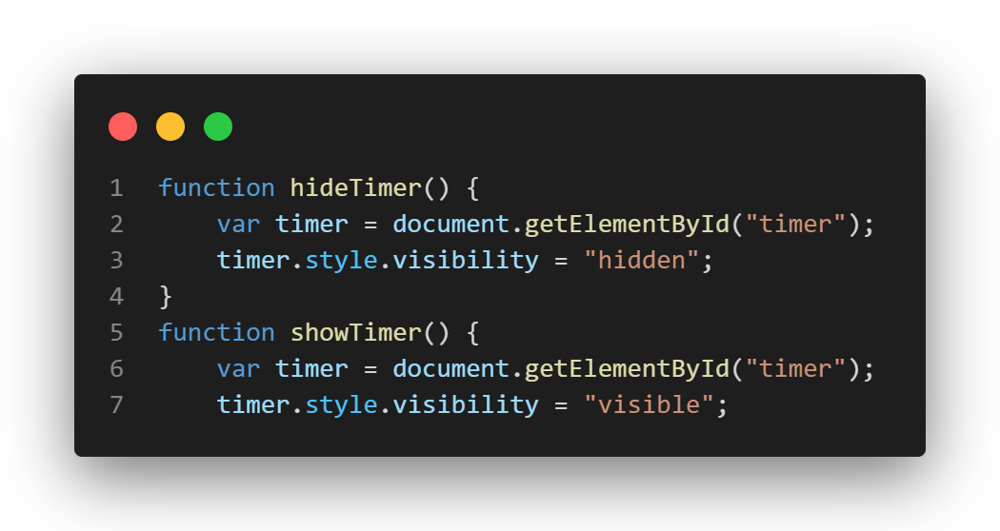 1 function hideTimer() {
2     var timer = document.getElementById("timer");
3     timer.style.visibility = "hidden";
4 }
5 function showTimer() {
6     var timer = document.getElementById("timer");
7     timer.style.visibility = "visible";